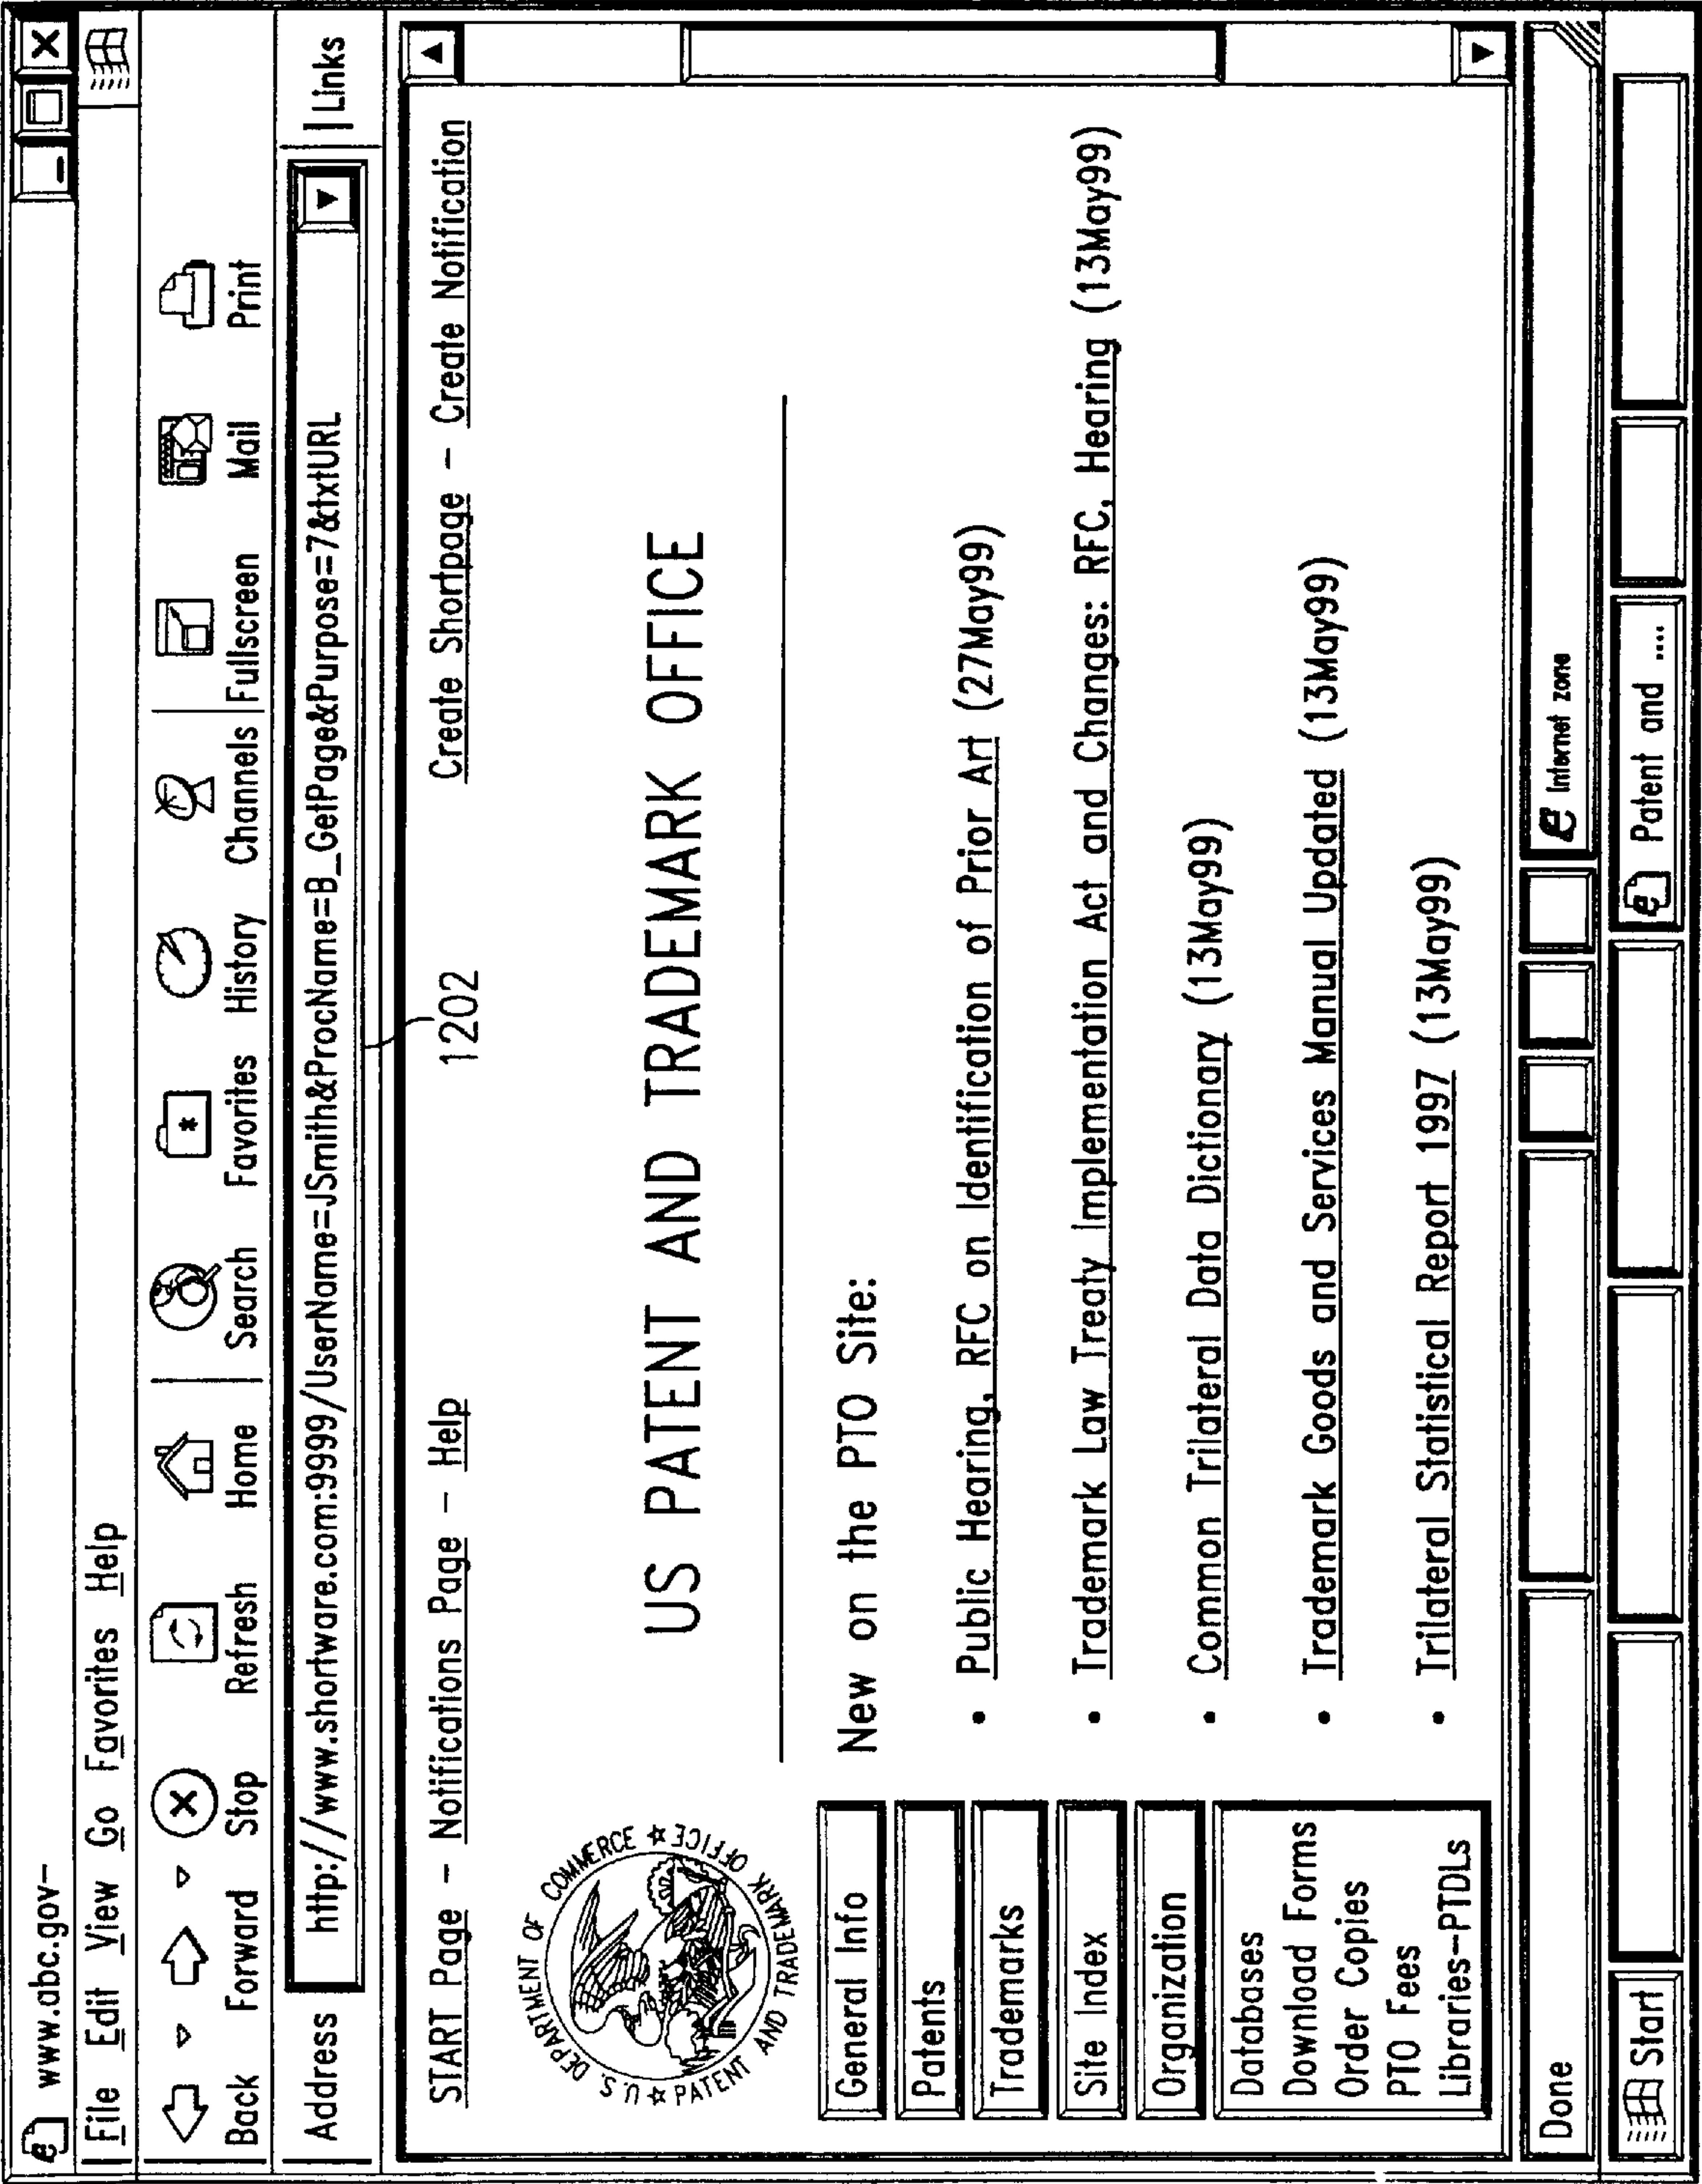 www.abc.gov-
File Edit View Go Favorites Help
Back Forward Stop Refresh Home Search Favorites History Channels Fullscreen Mail Print
Address http://www.shortware.com:9999/UserName=JSmith&ProcName=B_GetPage&Purpose=7&txtURL Links
START Page - Notifications Page - Help Create Shortpage - Create Notification
1202
U.S. DEPARTMENT OF COMMERCE ☆ PATENT AND TRADEMARK OFFICE ☆
US PATENT AND TRADEMARK OFFICE
New on the PTO Site:
• Public Hearing, RFC on Identification of Prior Art (27May99)
• Trademark Law Treaty Implementation Act and Changes: RFC, Hearing (13May99)
• Common Trilateral Data Dictionary (13May99)
• Trademark Goods and Services Manual Updated (13May99)
• Trilateral Statistical Report 1997 (13May99)
General Info
Patents
Trademarks
Site Index
Organization
Databases
Download Forms
Order Copies
PTO Fees
Libraries-PTDLs
Done Internet zone
Start Patent and ....